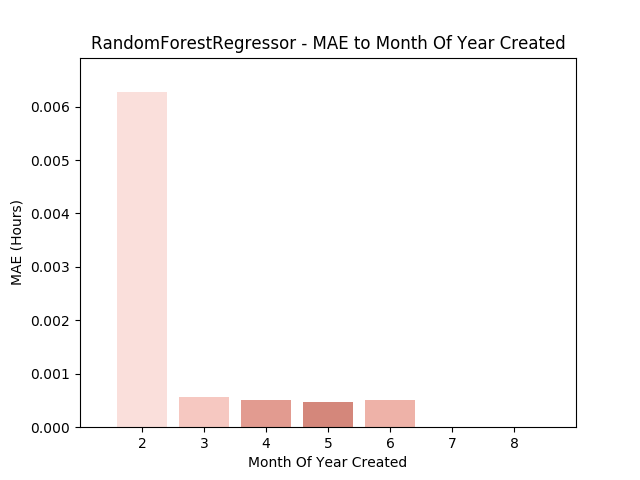 RandomForestRegressor - MAE to Month Of Year Created
MAE (Hours)
0.006
0.005
0.004
0.003
0.002
0.001
0.000
2 3 4 5 6 7 8
Month Of Year Created